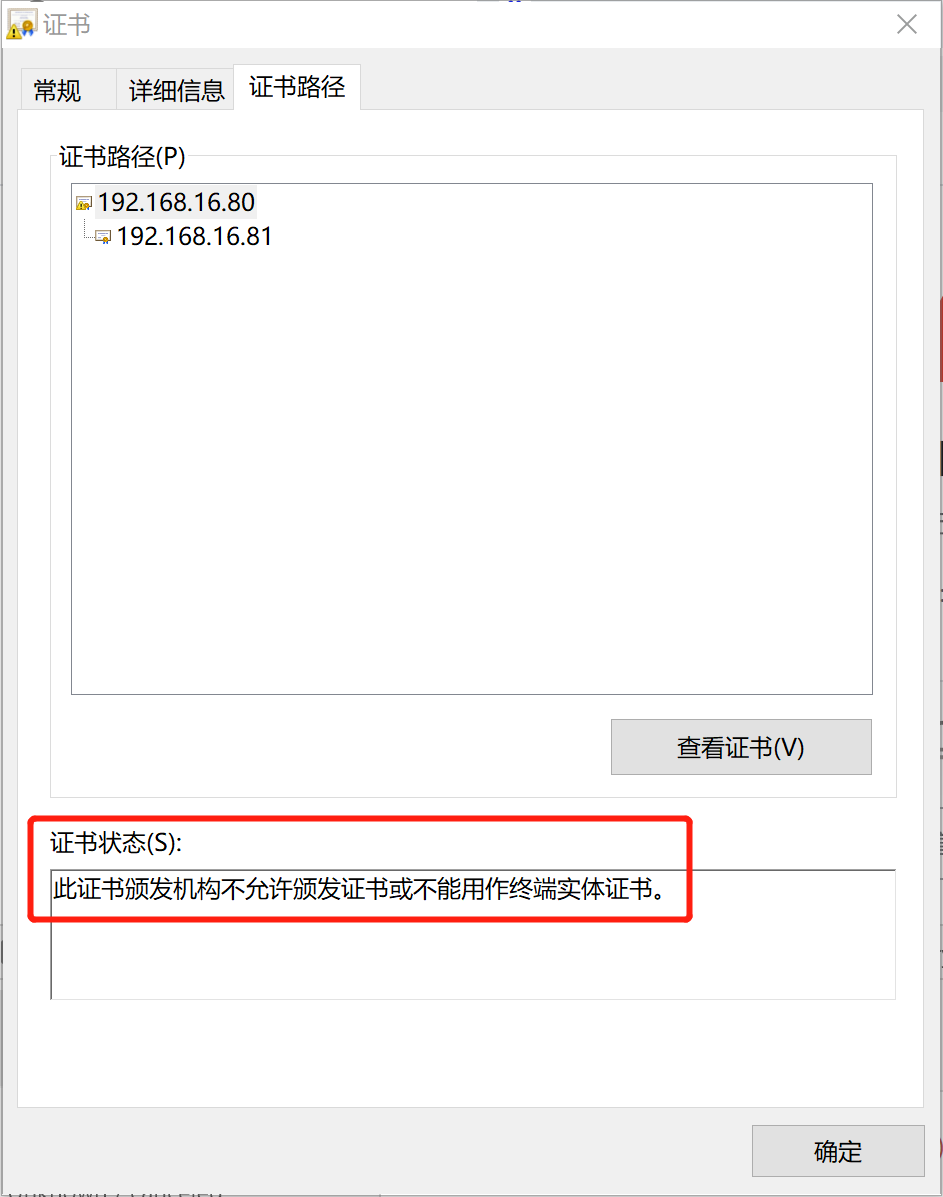 证书
常规
详细信息
证书路径
证书路径(P)
192.168.16.80
192.168.16.81
查看证书(V)
证书状态(S):
此证书颁发机构不允许颁发证书或不能用作终端实体证书。
确定